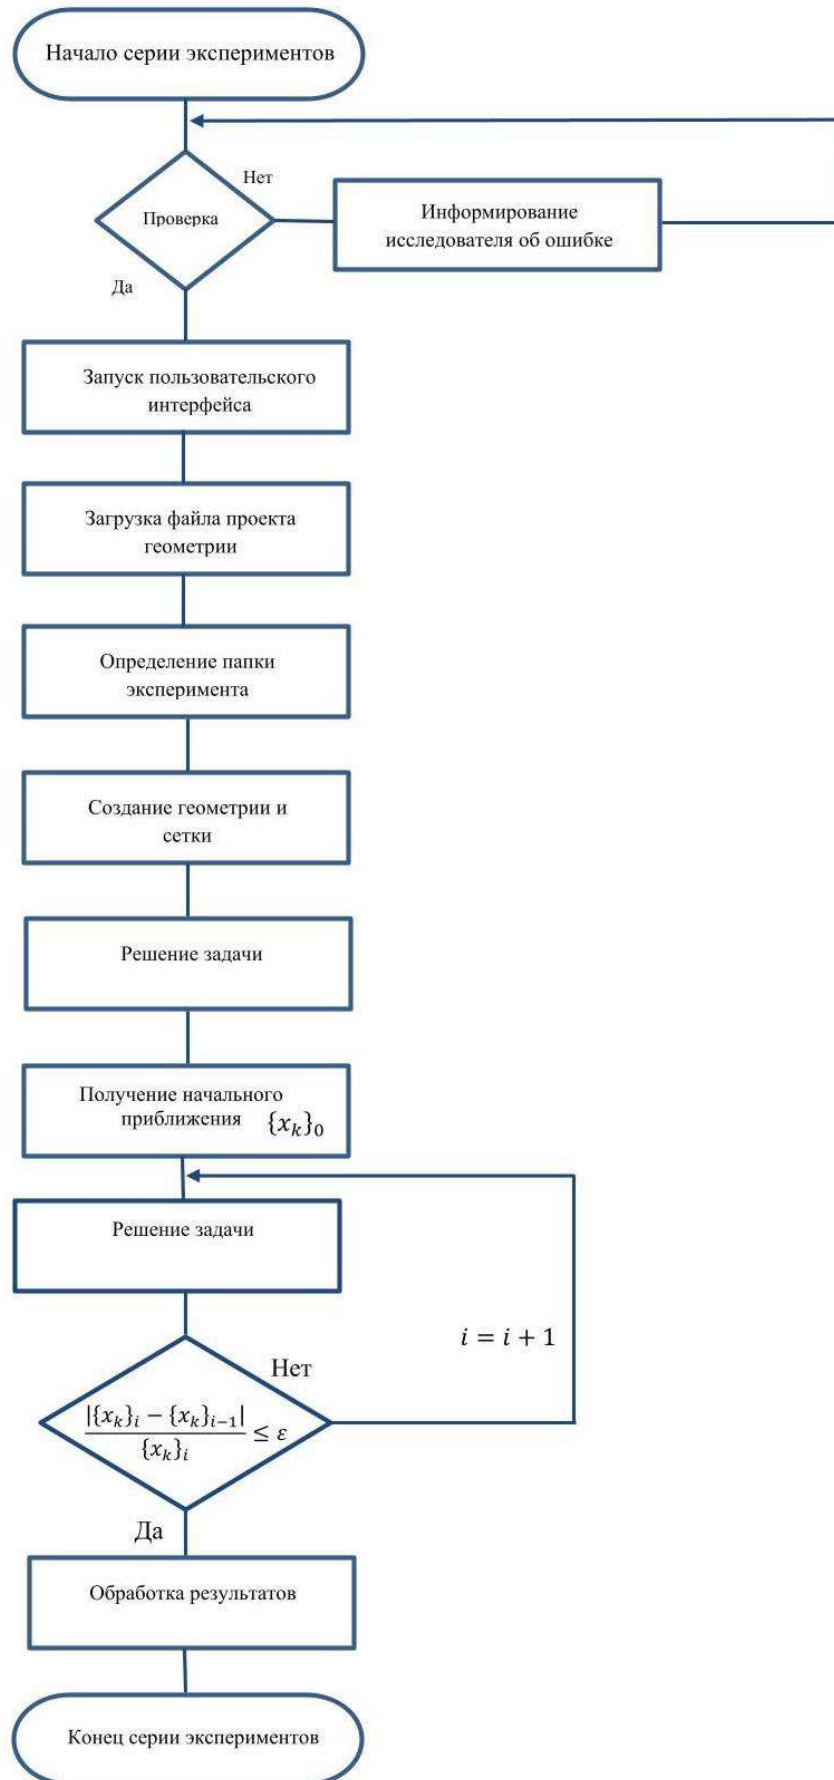 Начало серии экспериментов
Нет
Проверка
Информирование
исследователя об ошибке
Да
Запуск пользовательского
интерфейса
Загрузка файла проекта
геометрии
Определение папки
эксперимента
Создание геометрии и
сетки
Решение задачи
Получение начального
приближения {x_k}_0
Решение задачи
i = i + 1
Нет
|{x_k}_i − {x_k}_{i−1}|
{x_k}_i
≤ ε
Да
Обработка результатов
Конец серии экспериментов